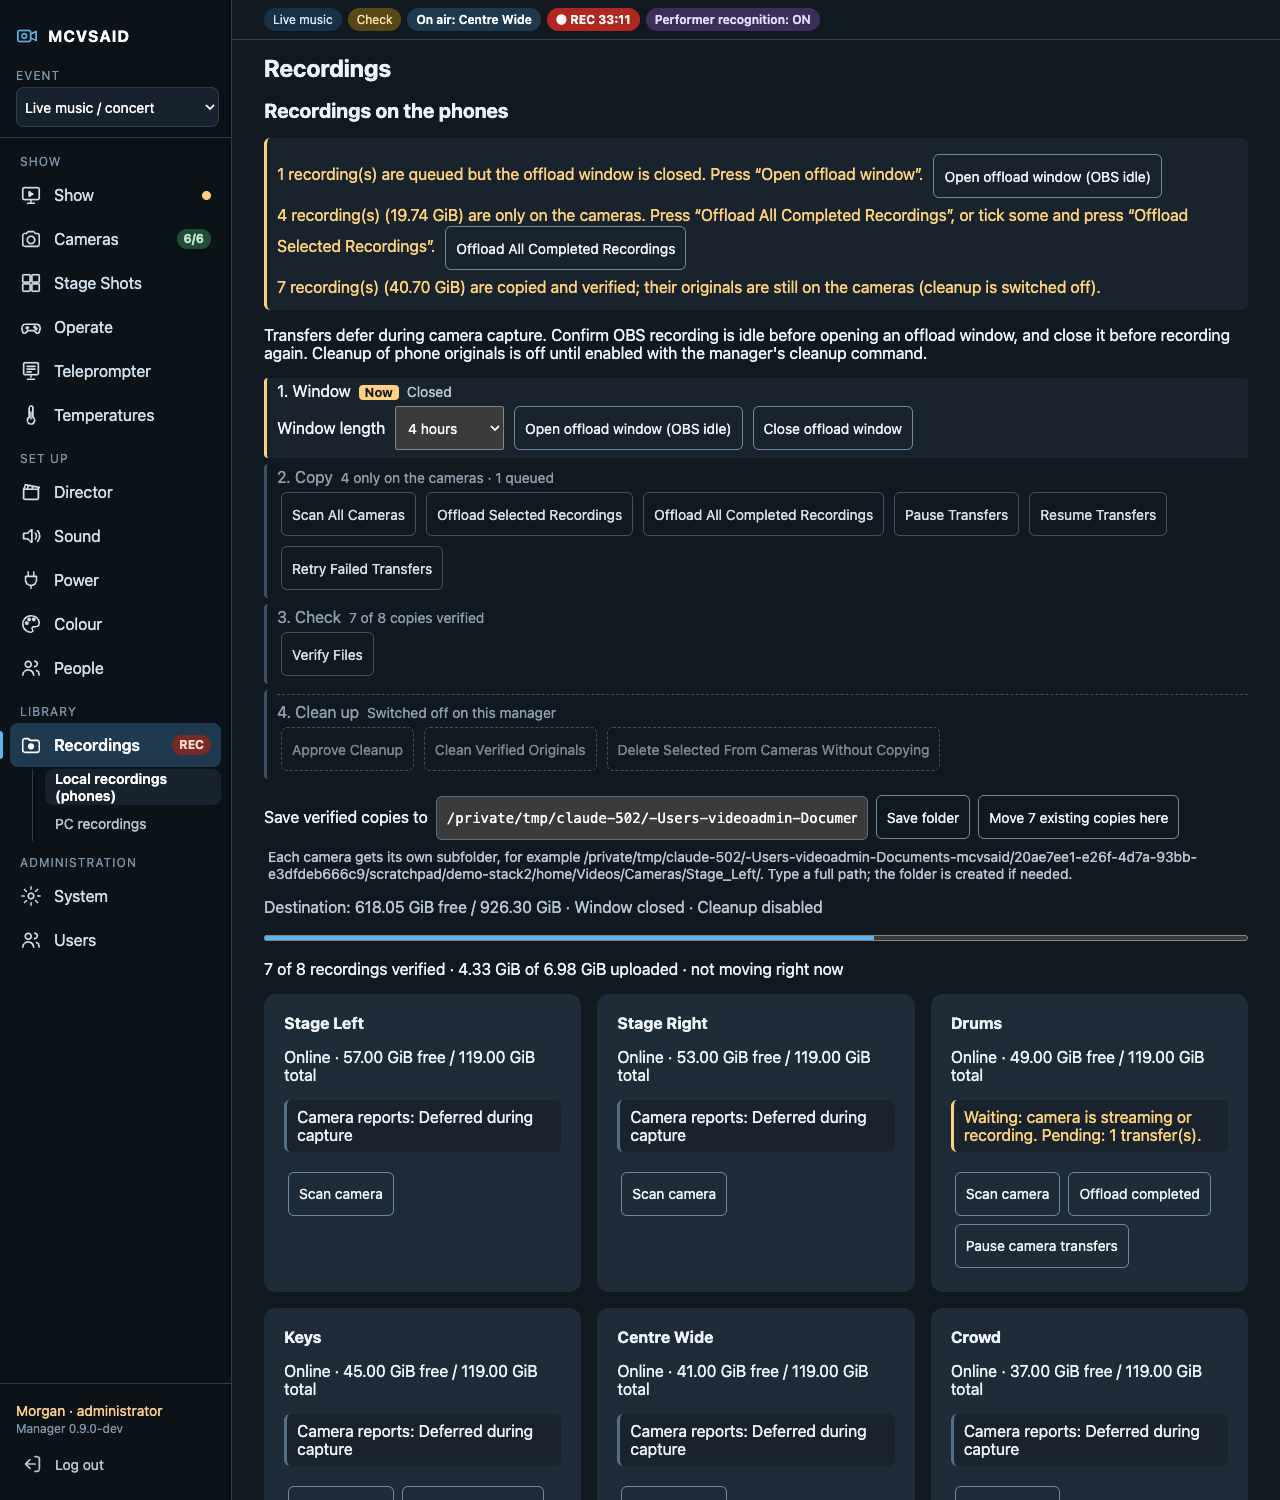 MCVSAID
EVENT
Live music / concert
SHOW
Show
Cameras
6/6
Stage Shots
Operate
Teleprompter
Temperatures
SET UP
Director
Sound
Power
Colour
People
LIBRARY
Recordings
REC
Local recordings
(phones)
PC recordings
ADMINISTRATION
System
Users
Morgan · administrator
Manager 0.9.0-dev
Log out
Live music
Check
On air: Centre Wide
REC 33:11
Performer recognition: ON
Recordings
Recordings on the phones
1 recording(s) are queued but the offload window is closed. Press “Open offload window”.
Open offload window (OBS idle)
4 recording(s) (19.74 GiB) are only on the cameras. Press “Offload All Completed Recordings”, or tick some and press “Offload
Selected Recordings”.
Offload All Completed Recordings
7 recording(s) (40.70 GiB) are copied and verified; their originals are still on the cameras (cleanup is switched off).
Transfers defer during camera capture. Confirm OBS recording is idle before opening an offload window, and close it before recording
again. Cleanup of phone originals is off until enabled with the manager's cleanup command.
1. Window
Now
Closed
Window length
4 hours
Open offload window (OBS idle)
Close offload window
2. Copy
4 only on the cameras · 1 queued
Scan All Cameras
Offload Selected Recordings
Offload All Completed Recordings
Pause Transfers
Resume Transfers
Retry Failed Transfers
3. Check
7 of 8 copies verified
Verify Files
4. Clean up
Switched off on this manager
Approve Cleanup
Clean Verified Originals
Delete Selected From Cameras Without Copying
Save verified copies to
/private/tmp/claude-502/-Users-videoadmin-Documer
Save folder
Move 7 existing copies here
Each camera gets its own subfolder, for example /private/tmp/claude-502/-Users-videoadmin-Documents-mcvsaid/20ae7ee1-e26f-4d7a-93bb-
e3dfdeb666c9/scratchpad/demo-stack2/home/Videos/Cameras/Stage_Left/. Type a full path; the folder is created if needed.
Destination: 618.05 GiB free / 926.30 GiB · Window closed · Cleanup disabled
7 of 8 recordings verified · 4.33 GiB of 6.98 GiB uploaded · not moving right now
Stage Left
Online · 57.00 GiB free / 119.00 GiB
total
Camera reports: Deferred during
capture
Scan camera
Stage Right
Online · 53.00 GiB free / 119.00 GiB
total
Camera reports: Deferred during
capture
Scan camera
Drums
Online · 49.00 GiB free / 119.00 GiB
total
Waiting: camera is streaming or
recording. Pending: 1 transfer(s).
Scan camera
Offload completed
Pause camera transfers
Keys
Online · 45.00 GiB free / 119.00 GiB
total
Camera reports: Deferred during
capture
Centre Wide
Online · 41.00 GiB free / 119.00 GiB
total
Camera reports: Deferred during
capture
Crowd
Online · 37.00 GiB free / 119.00 GiB
total
Camera reports: Deferred during
capture